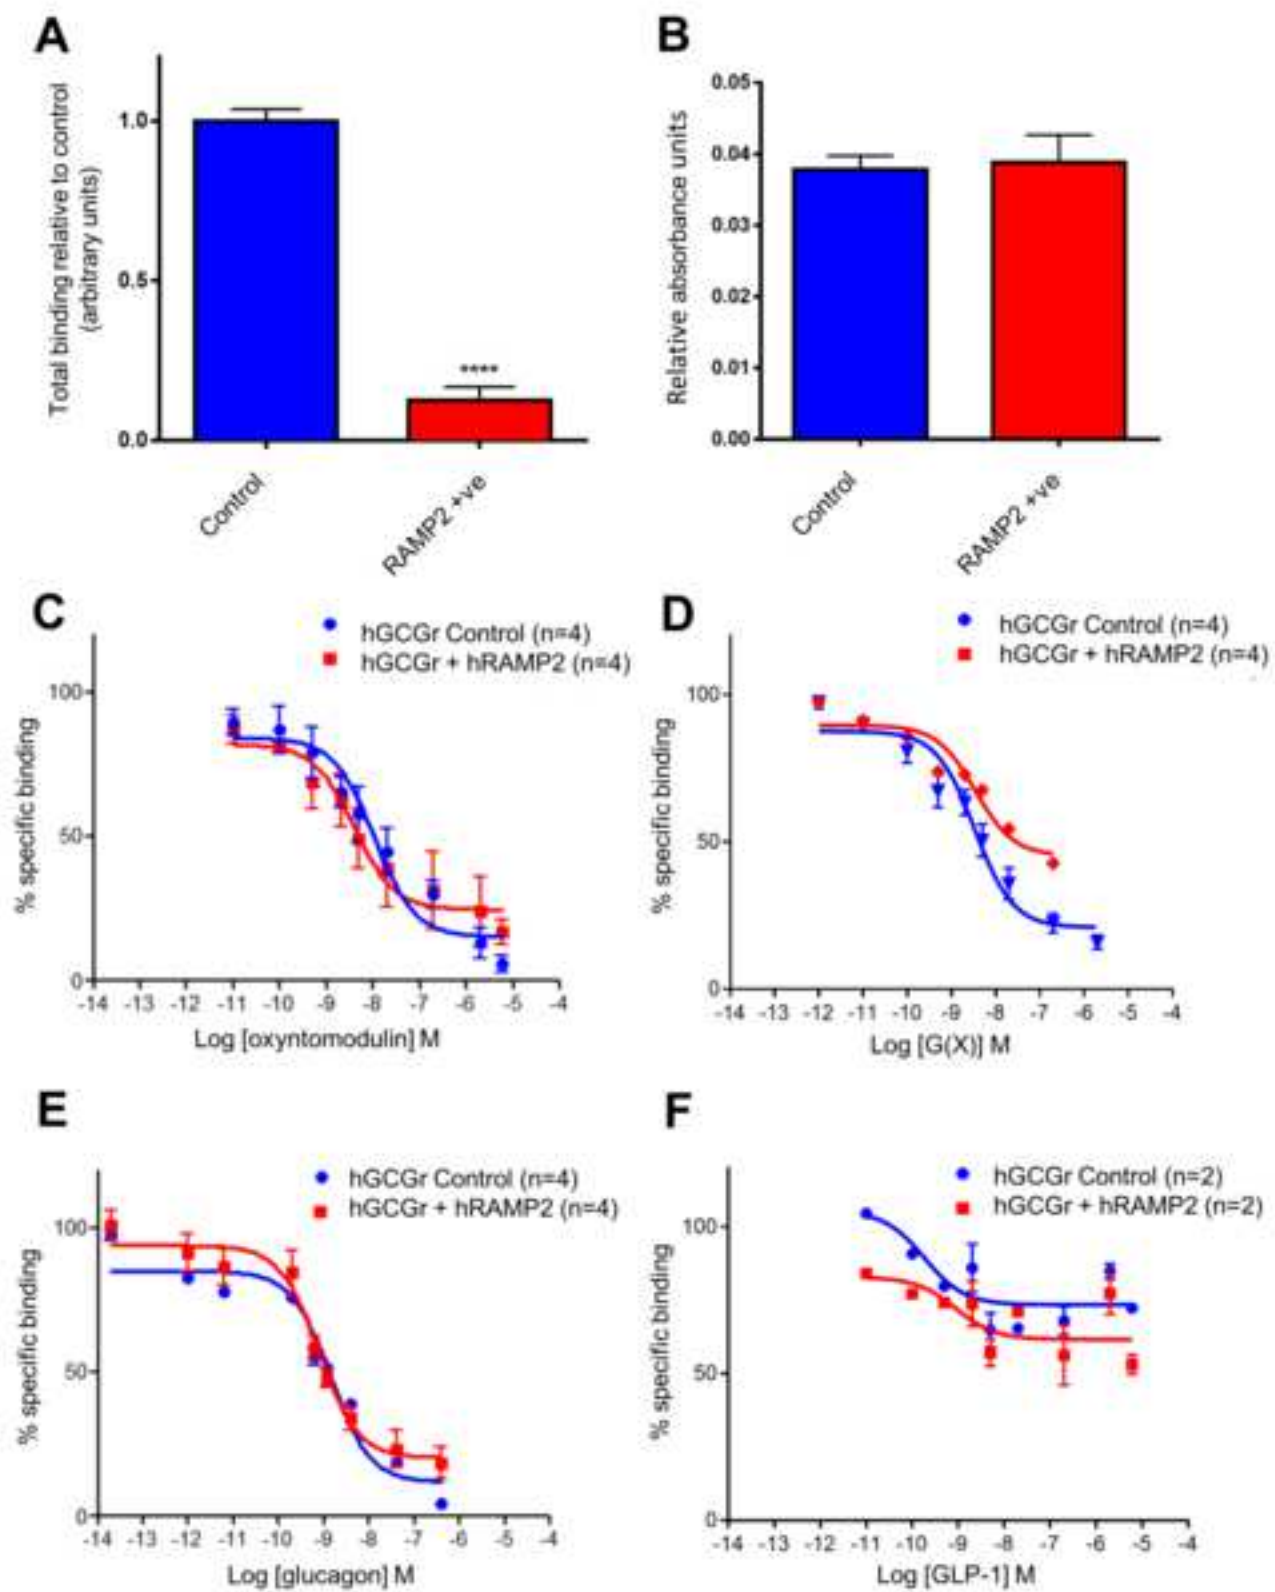 A
Total binding relative to control
(arbitrary units)
1.0
0.5
0.0
****
Control
RAMP2 +ve
B
Relative absorbance units
0.05
0.04
0.03
0.02
0.01
0.00
Control
RAMP2 +ve
C
hGCGr Control (n=4)
hGCGr + hRAMP2 (n=4)
% specific binding
100
50
0
-14 -13 -12 -11 -10 -9 -8 -7 -6 -5 -4
Log [oxyntomodulin] M
D
hGCGr Control (n=4)
hGCGr + hRAMP2 (n=4)
% specific binding
100
50
0
-14 -13 -12 -11 -10 -9 -8 -7 -6 -5 -4
Log [G(X)] M
E
hGCGr Control (n=4)
hGCGr + hRAMP2 (n=4)
% specific binding
100
50
0
-14 -13 -12 -11 -10 -9 -8 -7 -6 -5 -4
Log [glucagon] M
F
hGCGr Control (n=2)
hGCGr + hRAMP2 (n=2)
% specific binding
100
50
0
-14 -13 -12 -11 -10 -9 -8 -7 -6 -5 -4
Log [GLP-1] M